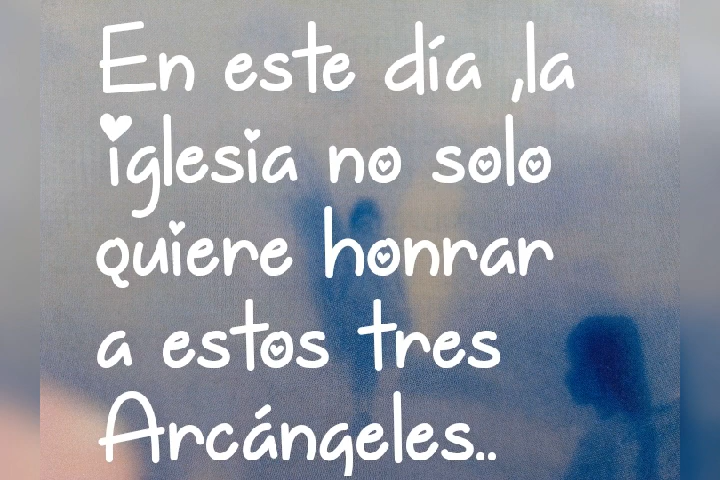 En este día ,la
iglesia no solo
quiere honrar
a estos tres
Arcángeles..